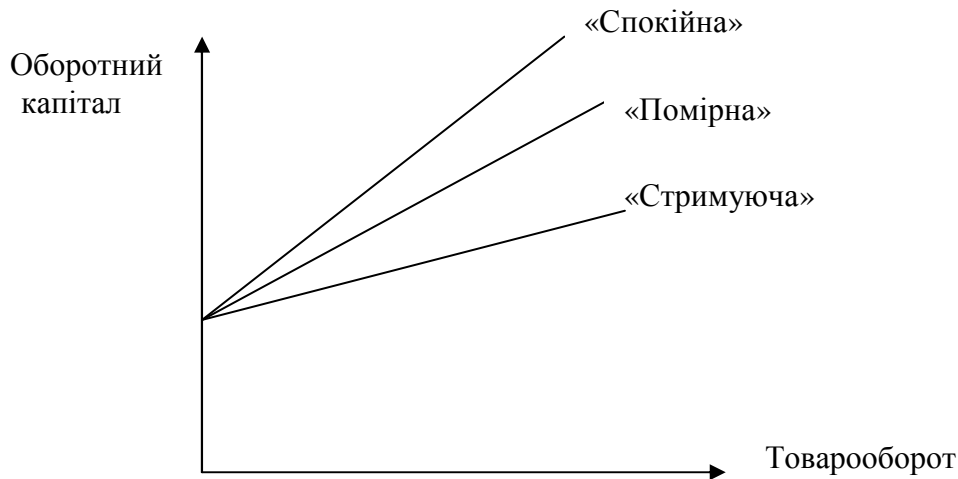 «Спокійна»
Оборотний
капітал
«Помірна»
«Стримуюча»
Товарооборот